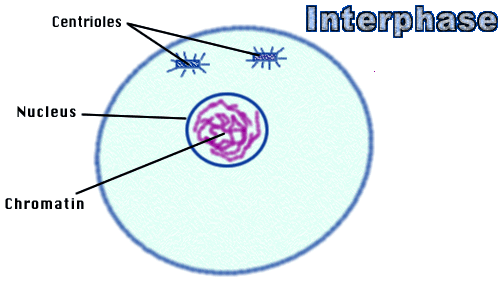 Interphase
Centrioles
Nucleus
Chromatin